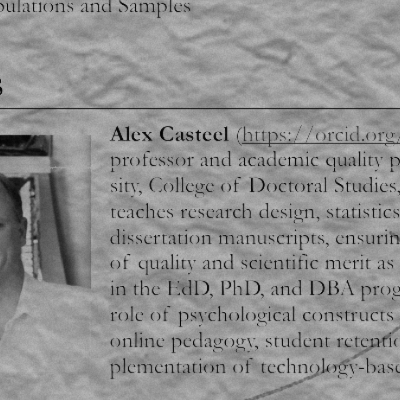 pulations and Samples
s
Alex Casteel (https://orcid.org/
professor and academic quality p
sity, College of Doctoral Studies,
teaches research design, statistics
dissertation manuscripts, ensurin
of quality and scientific merit as
in the EdD, PhD, and DBA prog
role of psychological constructs
online pedagogy, student retentio
plementation of technology-base